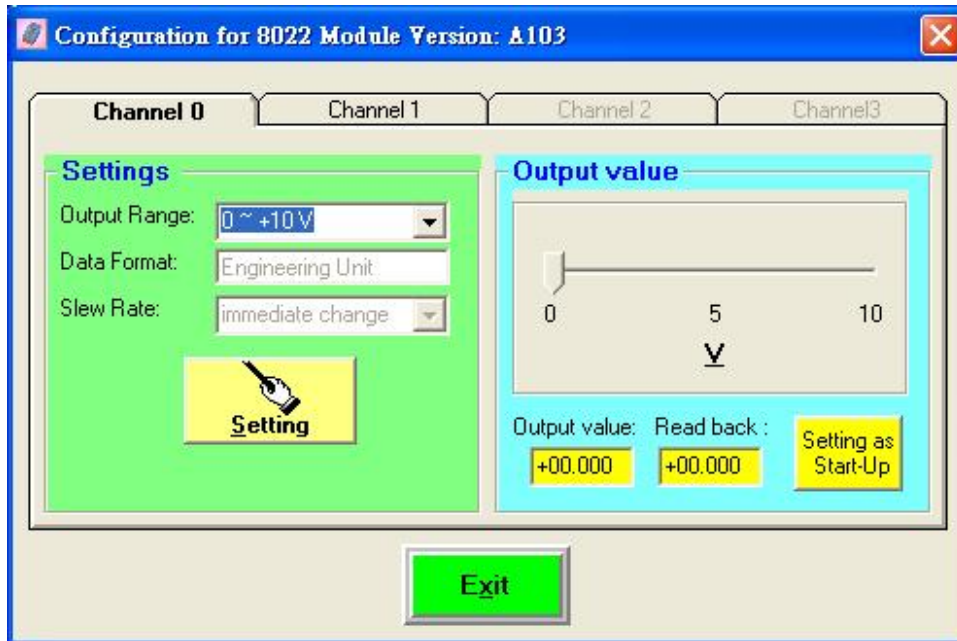 Configuration for 8022 Module Version: A103
Channel 0
Channel 1
Channel 2
Channel3
Settings
Output Range:
0 ~ +10 V
Data Format:
Engineering Unit
Slew Rate:
immediate change
Setting
Output value
0 5 10
V
Output value: Read back :
+00.000 +00.000
Setting as
Start-Up
Exit